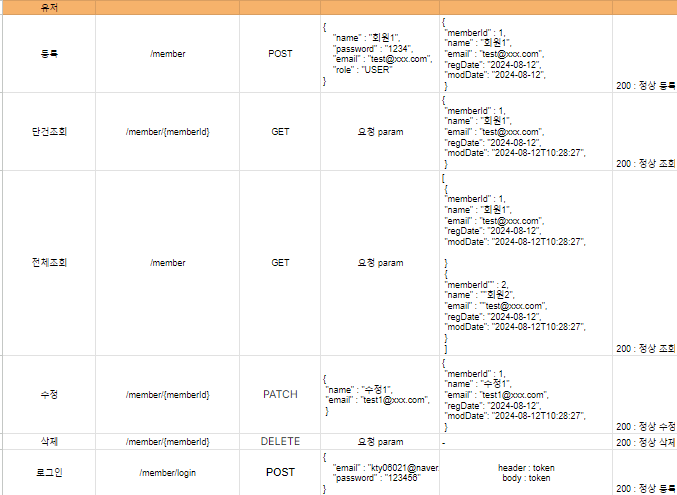 유저
등록
/member
POST
{
"name" : "회원1",
"password" : "1234",
"email" : "test@xxx.com",
"role" : "USER"
}
{
"memberId" : 1,
"name" : "회원1",
"email" : "test@xxx.com",
"regDate" : "2024-08-12",
"modDate" : "2024-08-12",
}
200 : 정상 등록
단건조회
/member/{memberId}
GET
요청 param
{
"memberId" : 1,
"name" : "회원1",
"email" : "test@xxx.com",
"regDate": "2024-08-12",
"modDate": "2024-08-12T10:28:27",
}
200 : 정상 조회
전체조회
/member
GET
요청 param
[
{
"memberId" : 1,
"name" : "회원1",
"email" : "test@xxx.com",
"regDate": "2024-08-12",
"modDate": "2024-08-12T10:28:27",
}
{
"memberId"" : 2,
"name" : ""회원2",
"email" : ""test@xxx.com",
"regDate": "2024-08-12",
"modDate": "2024-08-12T10:28:27",
}
]
200 : 정상 조회
수정
/member/{memberId}
PATCH
{
"name" : "수정1",
"email" : "test1@xxx.com",
}
{
"memberId" : 1,
"name" : "수정1",
"email" : "test1@xxx.com",
"regDate": "2024-08-12",
"modDate": "2024-08-12T10:28:27",
}
200 : 정상 수정
삭제
/member/{memberId}
DELETE
요청 param
-
200 : 정상 삭제
로그인
/member/login
POST
{
"email" : "kty06021@naver
"password" : "123456"
}
header : token
body : token
200 : 정상 등록